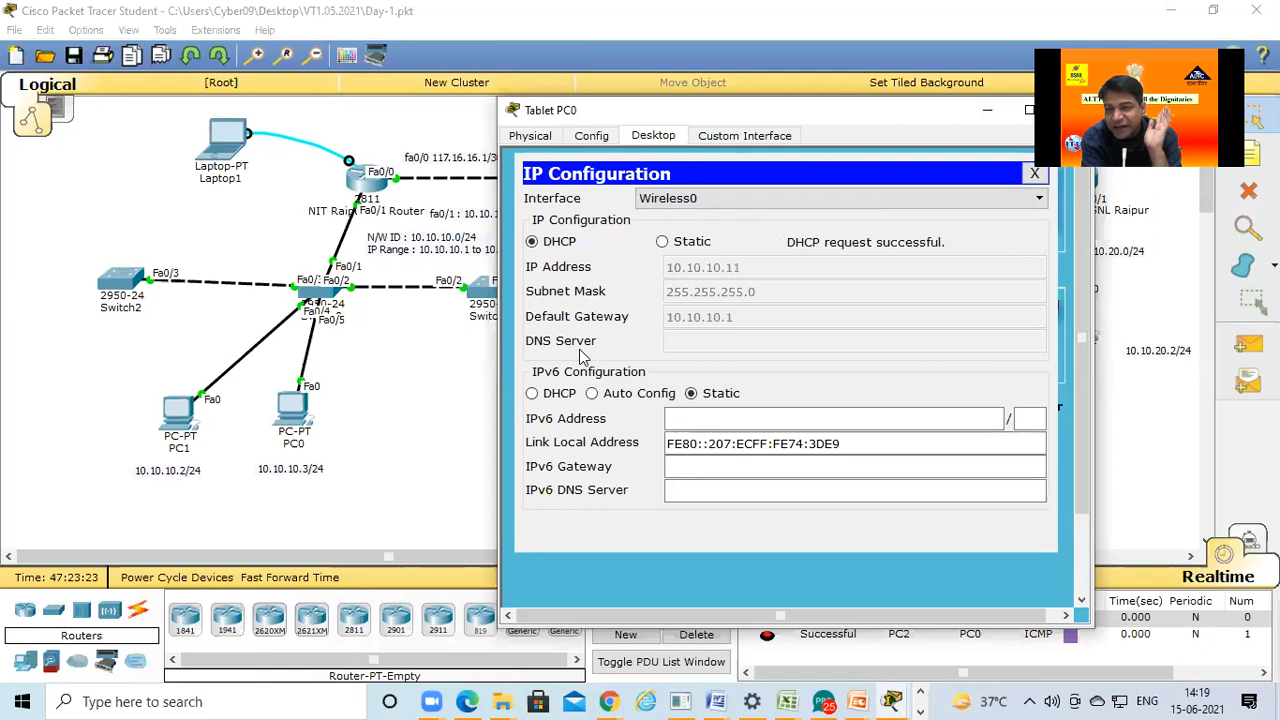 Cisco Packet Tracer Student - C:\Users\Cyber09\Desktop\VT1.05.2021\Day-1.pkt
File Edit Options View Tools Extensions Help
Logical [Root] New Cluster Move Object Set Tiled Background
Tablet PC0
Physical Config Desktop Custom Interface
IP Configuration X
Interface Wireless0
IP Configuration
DHCP Static DHCP request successful.
IP Address 10.10.10.11
Subnet Mask 255.255.255.0
Default Gateway 10.10.10.1
DNS Server
IPv6 Configuration
DHCP Auto Config Static
IPv6 Address /
Link Local Address FE80::207:ECFF:FE74:3DE9
IPv6 Gateway
IPv6 DNS Server
Laptop-PT
Laptop1
fa0/0 117.16.16.1/3
Fa0/0
2811
NIT Raip Router
Fa0/1
fa0/1 : 10.10.1
N/W ID : 10.10.10.0/24
IP Range : 10.10.10.1 to
Fa0/1
Fa0/3
Fa0/2
Fa0/2
2950-24
Switch2
Fa0/4
Fa0/5
2950-24
Fa0
Fa0
PC-PT
PC1
PC-PT
PC0
10.10.10.2/24
10.10.10.3/24
NL Raipur
10.20.0/24
10.10.20.2/24
BSNL
the Dignitaries
Time: 47:23:23 Power Cycle Devices Fast Forward Time Realtime
Routers
1841 1941 2620XM 2621XM 2811 2901 2911 819 Generic Generic
Router-PT-Empty
New Delete
Toggle PDU List Window
Time(sec) Periodic Num
0.000 N 0
Successful PC2 PC0 ICMP 0.000 N 1
Type here to search
25
37°C ENG
14:19
15-06-2021